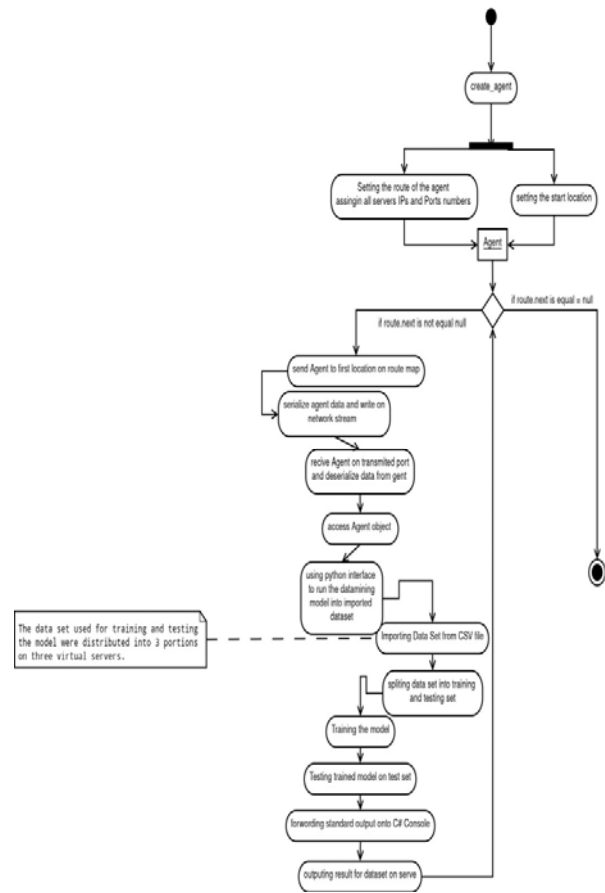 create_agent
Setting the route of the agent
assingin all servers IPs and Ports numbers
setting the start location
Agent
if route.next is equal = null
if route.next is not equal null
send Agent to first location on route map
serialize agent data and write on
network stream
recive Agent on transmited port
and deserialize data from gent
access Agent object
using python interface
to run the datamining
model into imported
dataset
The data set used for training and testing
the model were distributed into 3 portions
on three virtual servers.
Importing Data Set from CSV file
spliting data set into training
and testing set
Training the model
Testing trained model on test set
forwording standard output onto C# Console
outputing result for dataset on serve